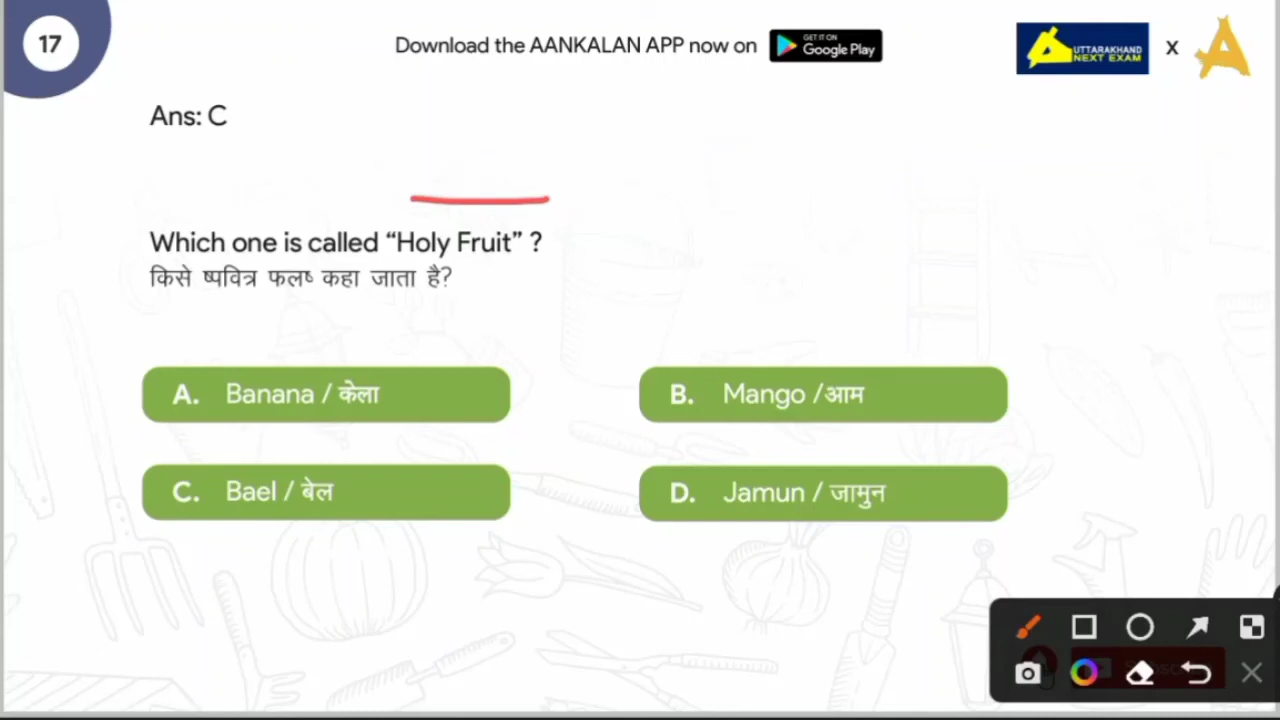 17
Download the AANKALAN APP now on
GET IT ON
Google Play
UTTARAKHAND
NEXT EXAM
X
Ans: C
Which one is called “Holy Fruit” ?
किसे ष्पवित्र फलष् कहा जाता है?
A. Banana / केला
B. Mango /आम
C. Bael / बेल
D. Jamun / जामुन